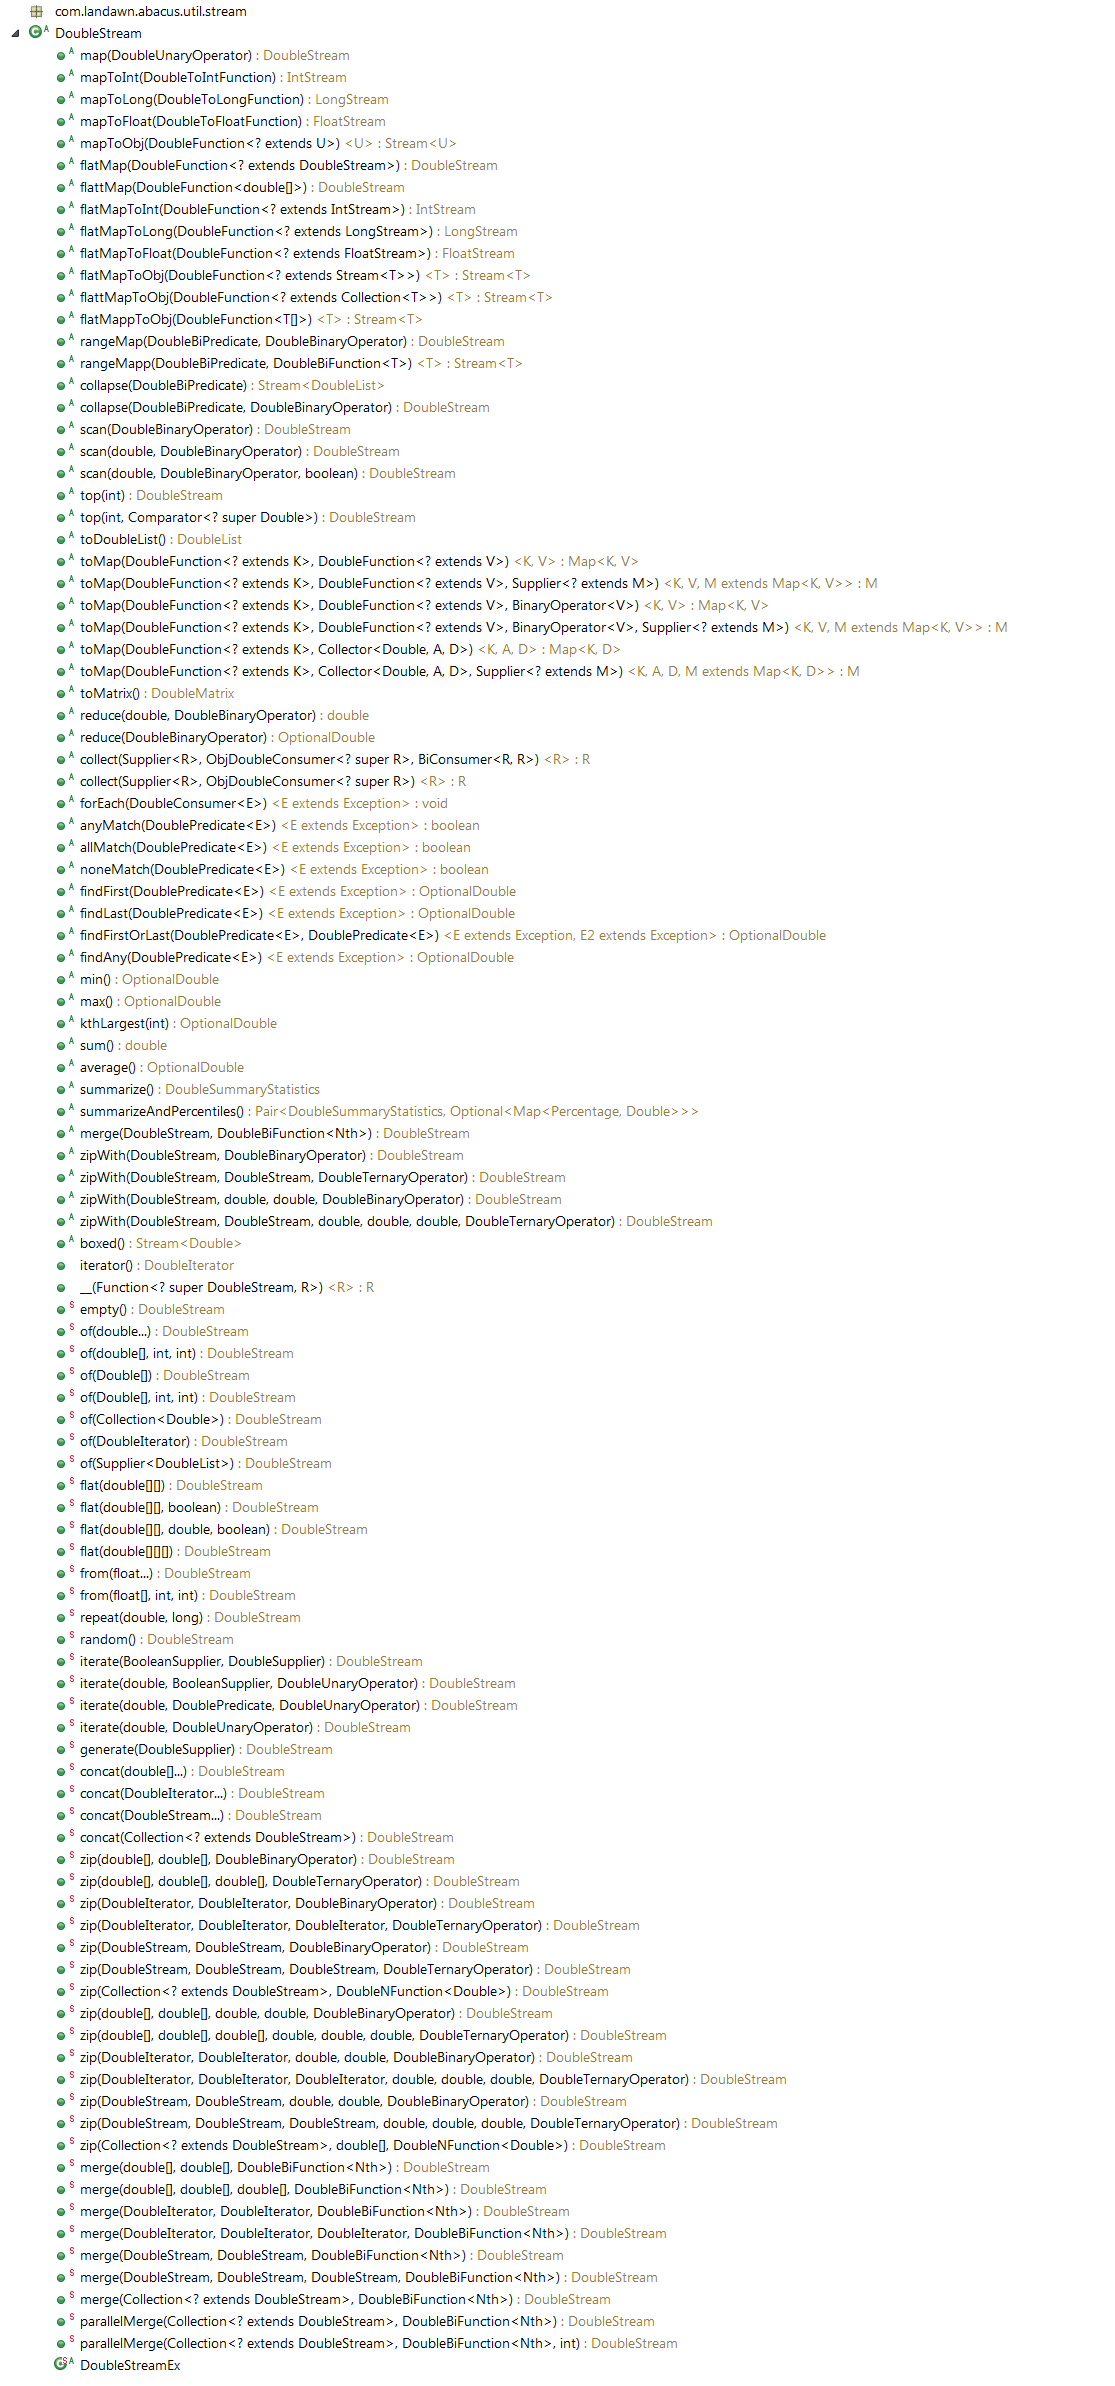 com.landawn.abacus.util.stream
DoubleStream
map(DoubleUnaryOperator) : DoubleStream
mapToInt(DoubleToIntFunction) : IntStream
mapToLong(DoubleToLongFunction) : LongStream
mapToFloat(DoubleToFloatFunction) : FloatStream
mapToObj(DoubleFunction<? extends U>) <U> : Stream<U>
flatMap(DoubleFunction<? extends DoubleStream>) : DoubleStream
flattMap(DoubleFunction<double[]>) : DoubleStream
flatMapToInt(DoubleFunction<? extends IntStream>) : IntStream
flatMapToLong(DoubleFunction<? extends LongStream>) : LongStream
flatMapToFloat(DoubleFunction<? extends FloatStream>) : FloatStream
flatMapToObj(DoubleFunction<? extends Stream<T>>) <T> : Stream<T>
flattMapToObj(DoubleFunction<? extends Collection<T>>) <T> : Stream<T>
flatMappToObj(DoubleFunction<T[]>) <T> : Stream<T>
rangeMap(DoubleBiPredicate, DoubleBinaryOperator) : DoubleStream
rangeMapp(DoubleBiPredicate, DoubleBiFunction<T>) <T> : Stream<T>
collapse(DoubleBiPredicate) : Stream<DoubleList>
collapse(DoubleBiPredicate, DoubleBinaryOperator) : DoubleStream
scan(DoubleBinaryOperator) : DoubleStream
scan(double, DoubleBinaryOperator) : DoubleStream
scan(double, DoubleBinaryOperator, boolean) : DoubleStream
top(int) : DoubleStream
top(int, Comparator<? super Double>) : DoubleStream
toDoubleList() : DoubleList
toMap(DoubleFunction<? extends K>, DoubleFunction<? extends V>) <K, V> : Map<K, V>
toMap(DoubleFunction<? extends K>, DoubleFunction<? extends V>, Supplier<? extends M>) <K, V, M extends Map<K, V>> : M
toMap(DoubleFunction<? extends K>, DoubleFunction<? extends V>, BinaryOperator<V>) <K, V> : Map<K, V>
toMap(DoubleFunction<? extends K>, DoubleFunction<? extends V>, BinaryOperator<V>, Supplier<? extends M>) <K, V, M extends Map<K, V>> : M
toMap(DoubleFunction<? extends K>, Collector<Double, A, D>) <K, A, D> : Map<K, D>
toMap(DoubleFunction<? extends K>, Collector<Double, A, D>, Supplier<? extends M>) <K, A, D, M extends Map<K, D>> : M
toMatrix() : DoubleMatrix
reduce(double, DoubleBinaryOperator) : double
reduce(DoubleBinaryOperator) : OptionalDouble
collect(Supplier<R>, ObjDoubleConsumer<? super R>, BiConsumer<R, R>) <R> : R
collect(Supplier<R>, ObjDoubleConsumer<? super R>) <R> : R
forEach(DoubleConsumer<E>) <E extends Exception> : void
anyMatch(DoublePredicate<E>) <E extends Exception> : boolean
allMatch(DoublePredicate<E>) <E extends Exception> : boolean
noneMatch(DoublePredicate<E>) <E extends Exception> : boolean
findFirst(DoublePredicate<E>) <E extends Exception> : OptionalDouble
findLast(DoublePredicate<E>) <E extends Exception> : OptionalDouble
findFirstOrLast(DoublePredicate<E>, DoublePredicate<E>) <E extends Exception, E2 extends Exception> : OptionalDouble
findAny(DoublePredicate<E>) <E extends Exception> : OptionalDouble
min() : OptionalDouble
max() : OptionalDouble
kthLargest(int) : OptionalDouble
sum() : double
average() : OptionalDouble
summarize() : DoubleSummaryStatistics
summarizeAndPercentiles() : Pair<DoubleSummaryStatistics, Optional<Map<Percentage, Double>>>
merge(DoubleStream, DoubleBiFunction<Nth>) : DoubleStream
zipWith(DoubleStream, DoubleBinaryOperator) : DoubleStream
zipWith(DoubleStream, DoubleStream, DoubleTernaryOperator) : DoubleStream
zipWith(DoubleStream, double, double, DoubleBinaryOperator) : DoubleStream
zipWith(DoubleStream, DoubleStream, double, double, double, DoubleTernaryOperator) : DoubleStream
boxed() : Stream<Double>
iterator() : DoubleIterator
__(Function<? super DoubleStream, R>) <R> : R
empty() : DoubleStream
of(double...) : DoubleStream
of(double[], int, int) : DoubleStream
of(Double[]) : DoubleStream
of(Double[], int, int) : DoubleStream
of(Collection<Double>) : DoubleStream
of(DoubleIterator) : DoubleStream
of(Supplier<DoubleList>) : DoubleStream
flat(double[][]) : DoubleStream
flat(double[][], boolean) : DoubleStream
flat(double[][], double, boolean) : DoubleStream
flat(double[][][]) : DoubleStream
from(float...) : DoubleStream
from(float[], int, int) : DoubleStream
repeat(double, long) : DoubleStream
random() : DoubleStream
iterate(BooleanSupplier, DoubleSupplier) : DoubleStream
iterate(double, BooleanSupplier, DoubleUnaryOperator) : DoubleStream
iterate(double, DoublePredicate, DoubleUnaryOperator) : DoubleStream
iterate(double, DoubleUnaryOperator) : DoubleStream
generate(DoubleSupplier) : DoubleStream
concat(double[]...) : DoubleStream
concat(DoubleIterator...) : DoubleStream
concat(DoubleStream...) : DoubleStream
concat(Collection<? extends DoubleStream>) : DoubleStream
zip(double[], double[], DoubleBinaryOperator) : DoubleStream
zip(double[], double[], double[], DoubleTernaryOperator) : DoubleStream
zip(DoubleIterator, DoubleIterator, DoubleBinaryOperator) : DoubleStream
zip(DoubleIterator, DoubleIterator, DoubleIterator, DoubleTernaryOperator) : DoubleStream
zip(DoubleStream, DoubleStream, DoubleBinaryOperator) : DoubleStream
zip(DoubleStream, DoubleStream, DoubleStream, DoubleTernaryOperator) : DoubleStream
zip(Collection<? extends DoubleStream>, DoubleNFunction<Double>) : DoubleStream
zip(double[], double[], double, double, DoubleBinaryOperator) : DoubleStream
zip(double[], double[], double[], double, double, double, DoubleTernaryOperator) : DoubleStream
zip(DoubleIterator, DoubleIterator, double, double, DoubleBinaryOperator) : DoubleStream
zip(DoubleIterator, DoubleIterator, DoubleIterator, double, double, double, DoubleTernaryOperator) : DoubleStream
zip(DoubleStream, DoubleStream, double, double, DoubleBinaryOperator) : DoubleStream
zip(DoubleStream, DoubleStream, DoubleStream, double, double, double, DoubleTernaryOperator) : DoubleStream
zip(Collection<? extends DoubleStream>, double[], DoubleNFunction<Double>) : DoubleStream
merge(double[], double[], DoubleBiFunction<Nth>) : DoubleStream
merge(double[], double[], double[], DoubleBiFunction<Nth>) : DoubleStream
merge(DoubleIterator, DoubleIterator, DoubleBiFunction<Nth>) : DoubleStream
merge(DoubleIterator, DoubleIterator, DoubleIterator, DoubleBiFunction<Nth>) : DoubleStream
merge(DoubleStream, DoubleStream, DoubleBiFunction<Nth>) : DoubleStream
merge(DoubleStream, DoubleStream, DoubleStream, DoubleBiFunction<Nth>) : DoubleStream
merge(Collection<? extends DoubleStream>, DoubleBiFunction<Nth>) : DoubleStream
parallelMerge(Collection<? extends DoubleStream>, DoubleBiFunction<Nth>) : DoubleStream
parallelMerge(Collection<? extends DoubleStream>, DoubleBiFunction<Nth>, int) : DoubleStream
DoubleStreamEx